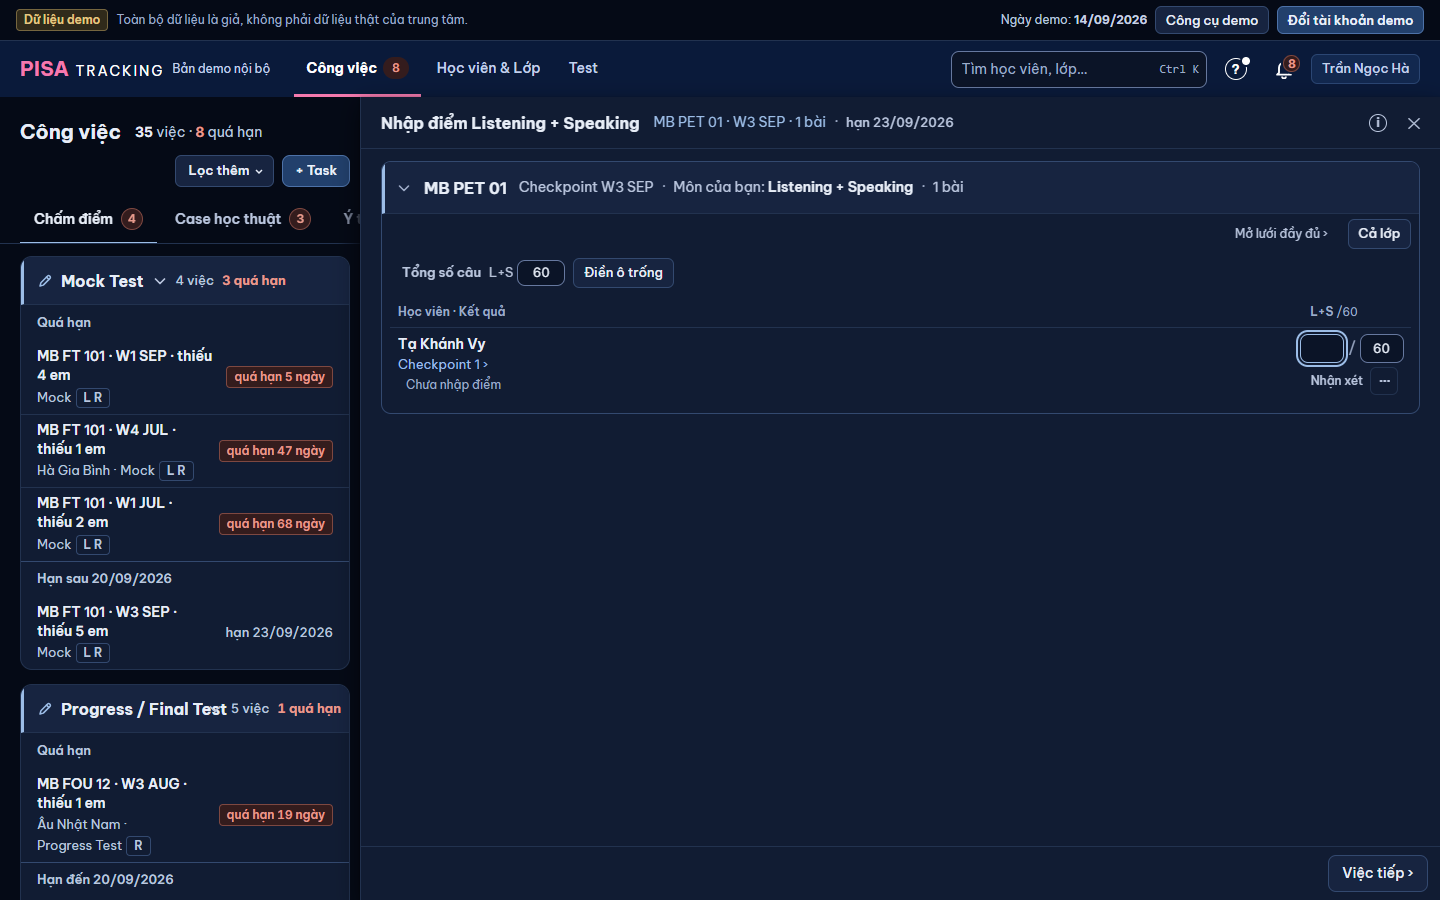 Dữ liệu demo Toàn bộ dữ liệu là giả, không phải dữ liệu thật của trung tâm. Ngày demo: 14/09/2026 Công cụ demo Đổi tài khoản demo
PISA TRACKING Bản demo nội bộ Công việc 8 Học viên & Lớp Test Tìm học viên, lớp... Ctrl K ? 8 Trần Ngọc Hà
Công việc 35 việc · 8 quá hạn
Lọc thêm + Task
Chấm điểm 4 Case học thuật 3 Ý t
Mock Test 4 việc 3 quá hạn
Quá hạn
MB FT 101 · W1 SEP · thiếu
4 em
quá hạn 5 ngày
Mock L R
MB FT 101 · W4 JUL ·
thiếu 1 em
quá hạn 47 ngày
Hà Gia Bình · Mock L R
MB FT 101 · W1 JUL ·
thiếu 2 em
quá hạn 68 ngày
Mock L R
Hạn sau 20/09/2026
MB FT 101 · W3 SEP ·
thiếu 5 em
hạn 23/09/2026
Mock L R
Progress / Final Test 5 việc 1 quá hạn
Quá hạn
MB FOU 12 · W3 AUG ·
thiếu 1 em
quá hạn 19 ngày
Âu Nhật Nam ·
Progress Test R
Hạn đến 20/09/2026
Nhập điểm Listening + Speaking MB PET 01 · W3 SEP · 1 bài · hạn 23/09/2026
MB PET 01 Checkpoint W3 SEP · Môn của bạn: Listening + Speaking · 1 bài
Mở lưới đầy đủ › Cả lớp
Tổng số câu L+S 60 Điền ô trống
Học viên · Kết quả L+S /60
Tạ Khánh Vy / 60
Checkpoint 1 ›
Chưa nhập điểm Nhận xét ···
Việc tiếp ›